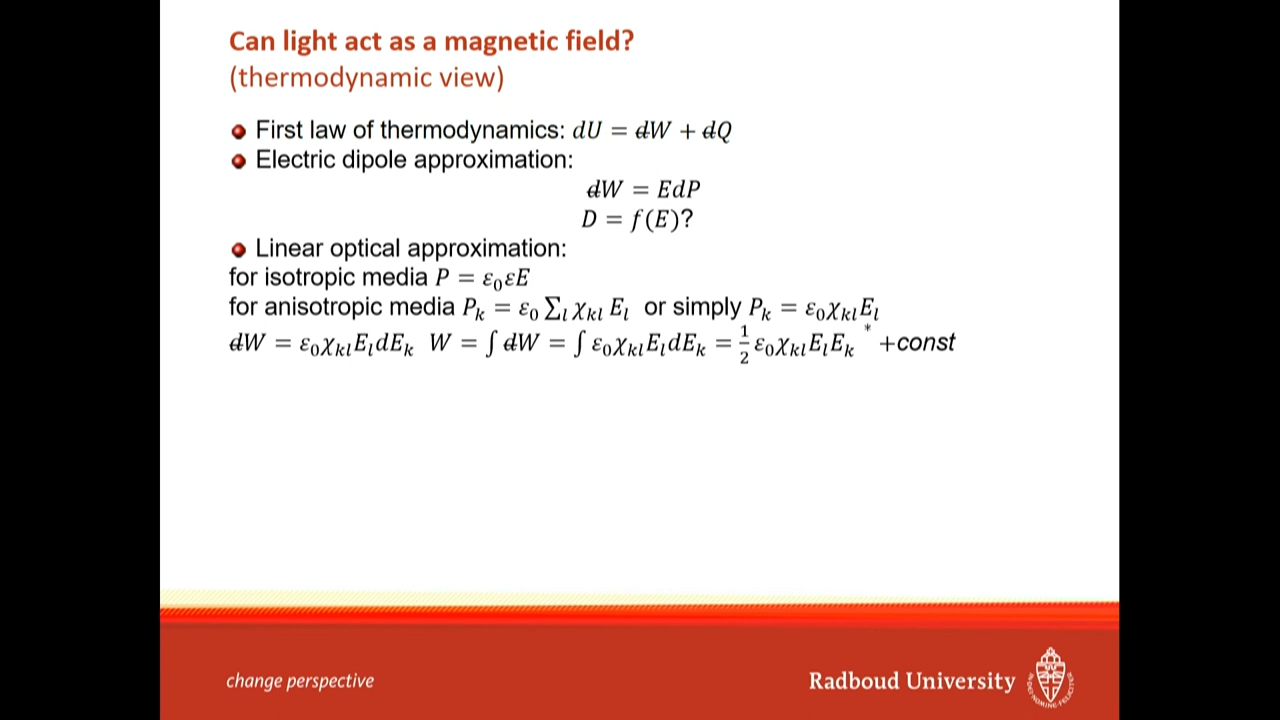 Can light act as a magnetic field?
(thermodynamic view)
First law of thermodynamics: dU = đW + đQ
Electric dipole approximation:
đW = EdP
D = f(E)?
Linear optical approximation:
for isotropic media P = ε₀εE
for anisotropic media Pₖ = ε₀ ∑ₗ χₖₗ Eₗ or simply Pₖ = ε₀χₖₗEₗ
đW = ε₀χₖₗEₗdEₖ W = ∫ đW = ∫ ε₀χₖₗEₗdEₖ = ½ ε₀χₖₗEₗEₖ* +const
change perspective
Radboud University